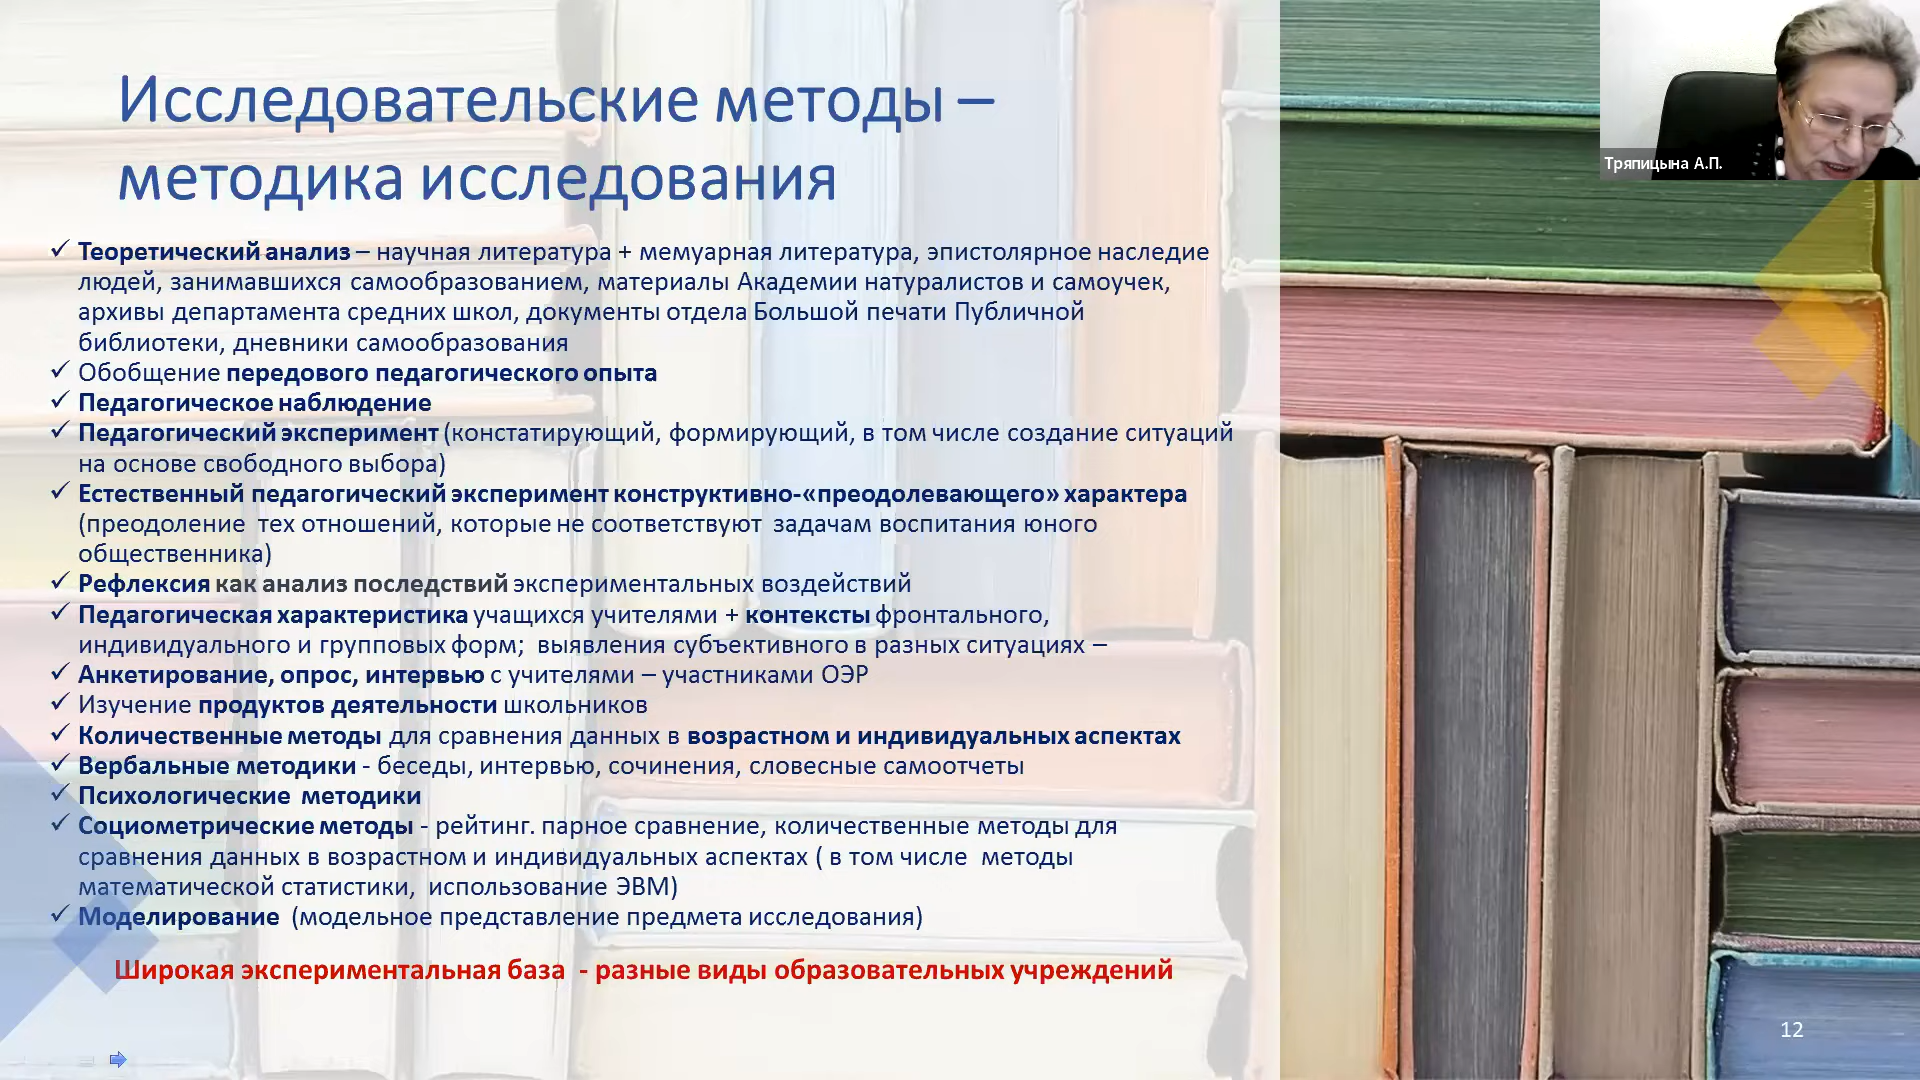 Исследовательские методы –
методика исследования
Тряпицына А.П.
✓ Теоретический анализ – научная литература + мемуарная литература, эпистолярное наследие
людей, занимавшихся самообразованием, материалы Академии натуралистов и самоучек,
архивы департамента средних школ, документы отдела Большой печати Публичной
библиотеки, дневники самообразования
✓ Обобщение передового педагогического опыта
✓ Педагогическое наблюдение
✓ Педагогический эксперимент (констатирующий, формирующий, в том числе создание ситуаций
на основе свободного выбора)
✓ Естественный педагогический эксперимент конструктивно-«преодолевающего» характера
(преодоление тех отношений, которые не соответствуют задачам воспитания юного
общественника)
✓ Рефлексия как анализ последствий экспериментальных воздействий
✓ Педагогическая характеристика учащихся учителями + контексты фронтального,
индивидуального и групповых форм; выявления субъективного в разных ситуациях –
✓ Анкетирование, опрос, интервью с учителями – участниками ОЭР
✓ Изучение продуктов деятельности школьников
✓ Количественные методы для сравнения данных в возрастном и индивидуальных аспектах
✓ Вербальные методики - беседы, интервью, сочинения, словесные самоотчеты
✓ Психологические методики
✓ Социометрические методы - рейтинг. парное сравнение, количественные методы для
сравнения данных в возрастном и индивидуальных аспектах ( в том числе методы
математической статистики, использование ЭВМ)
✓ Моделирование (модельное представление предмета исследования)
Широкая экспериментальная база - разные виды образовательных учреждений
12